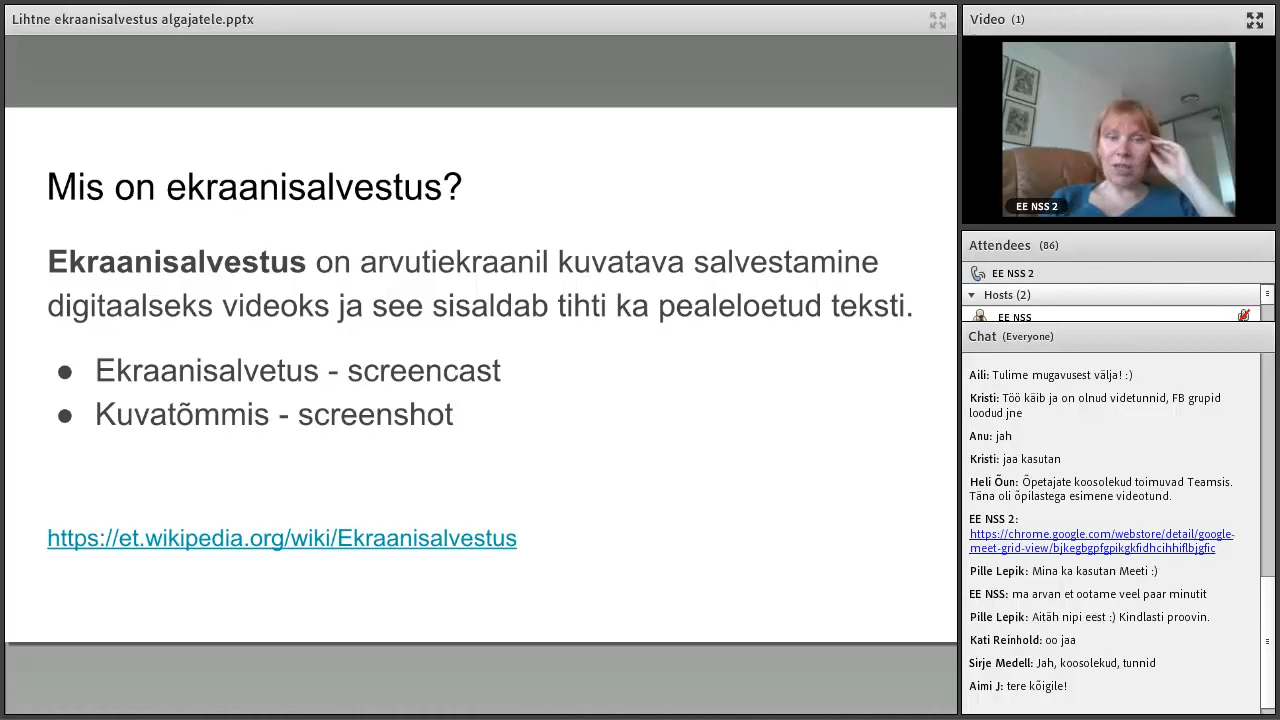 Lihtne ekraanisalvestus algajatele.pptx
Mis on ekraanisalvestus?
Ekraanisalvestus on arvutiekraanil kuvatava salvestamine
digitaalseks videoks ja see sisaldab tihti ka pealeloetud teksti.
● Ekraanisalvetus - screencast
● Kuvatõmmis - screenshot
https://et.wikipedia.org/wiki/Ekraanisalvestus
Video (1)
EE NSS 2
Attendees (86)
EE NSS 2
Hosts (2)
EE NSS
Chat (Everyone)
Aili: Tulime mugavusest välja! :)
Kristi: Töö käib ja on olnud videtunnid, FB grupid
loodud jne
Anu: jah
Kristi: jaa kasutan
Heli Õun: Õpetajate koosolekud toimuvad Teamsis.
Täna oli õpilastega esimene videotund.
EE NSS 2:
https://chrome.google.com/webstore/detail/google-
meet-grid-view/bjkegbgpfgpikgkfidhcihhiflbjgfic
Pille Lepik: Mina ka kasutan Meeti :)
EE NSS: ma arvan et ootame veel paar minutit
Pille Lepik: Aitäh nipi eest :) Kindlasti proovin.
Kati Reinhold: oo jaa
Sirje Medell: Jah, koosolekud, tunnid
Aimi J: tere kõigile!